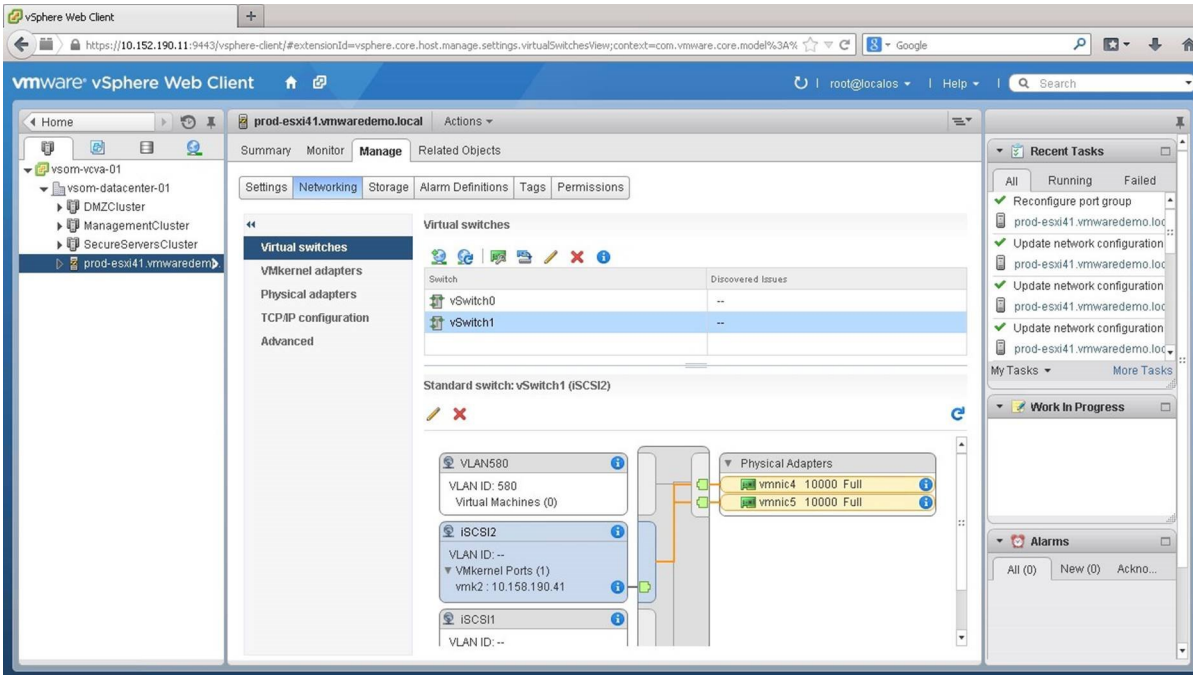 vSphere Web Client
https://10.152.190.11:9443/vsphere-client/#extensionId=vsphere.core.host.manage.settings.virtualSwitchesView;context=com.vmware.core.model%3A%
Google
vmware vSphere Web Client
root@localos
Help
Search
Home
vsom-vcva-01
vsom-datacenter-01
DMZCluster
ManagementCluster
SecureServersCluster
prod-esxi41.vmwaredem
prod-esxi41.vmwaredemo.local Actions
Summary Monitor Manage Related Objects
Settings Networking Storage Alarm Definitions Tags Permissions
Virtual switches
VMkernel adapters
Physical adapters
TCP/IP configuration
Advanced
Virtual switches
Switch Discovered Issues
vSwitch0 --
vSwitch1 --
Standard switch: vSwitch1 (iSCSI2)
VLAN580
VLAN ID: 580
Virtual Machines (0)
iSCSI2
VLAN ID: --
VMkernel Ports (1)
vmk2 : 10.158.190.41
iSCSI1
VLAN ID: --
Physical Adapters
vmnic4 10000 Full
vmnic5 10000 Full
Recent Tasks
All Running Failed
Reconfigure port group
prod-esxi41.vmwaredemo.loc
Update network configuration
prod-esxi41.vmwaredemo.loc
Update network configuration
prod-esxi41.vmwaredemo.loc
Update network configuration
prod-esxi41.vmwaredemo.loc
My Tasks More Tasks
Work In Progress
Alarms
All (0) New (0) Ackno...